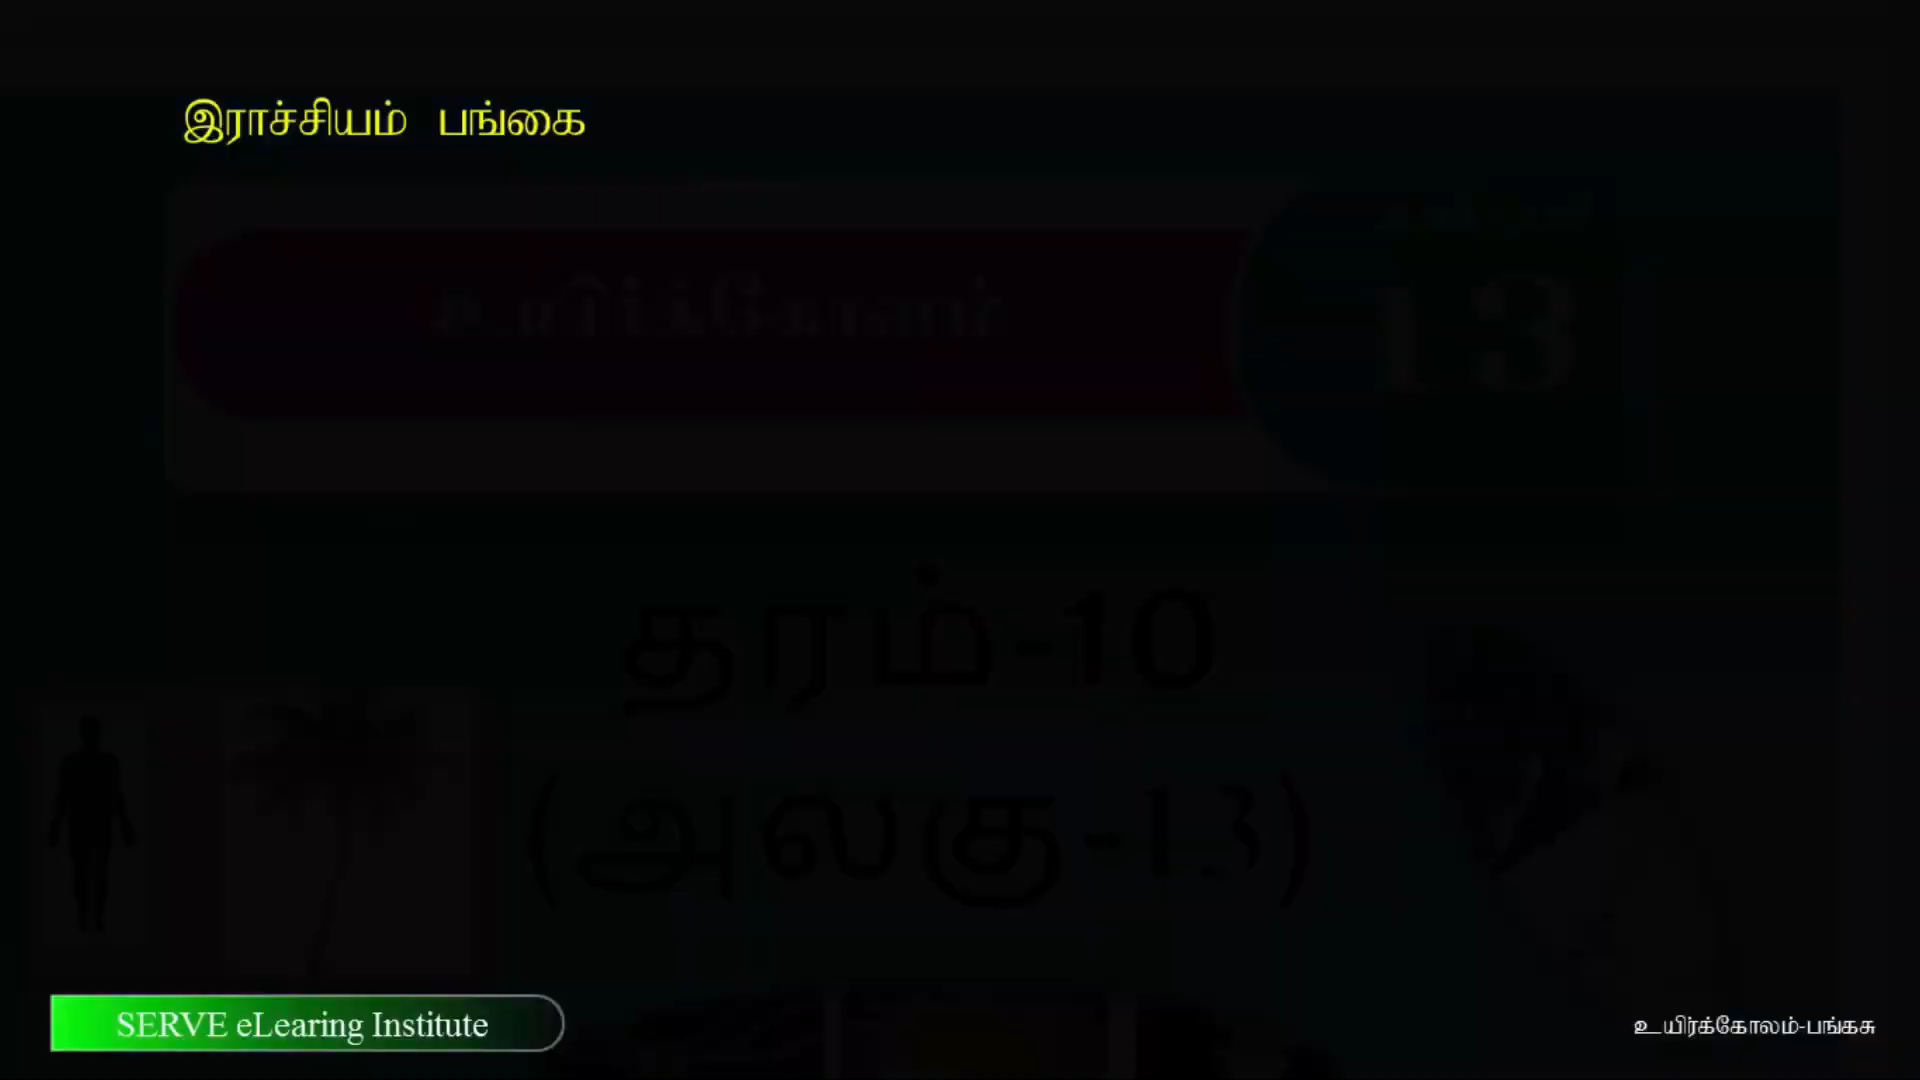 இராச்சியம் பங்கை
உயிர்க்கோளம்
13
தரம்-10
(அலகு-13)
SERVE eLearing Institute
உயிர்க்கோலம்-பங்கசு